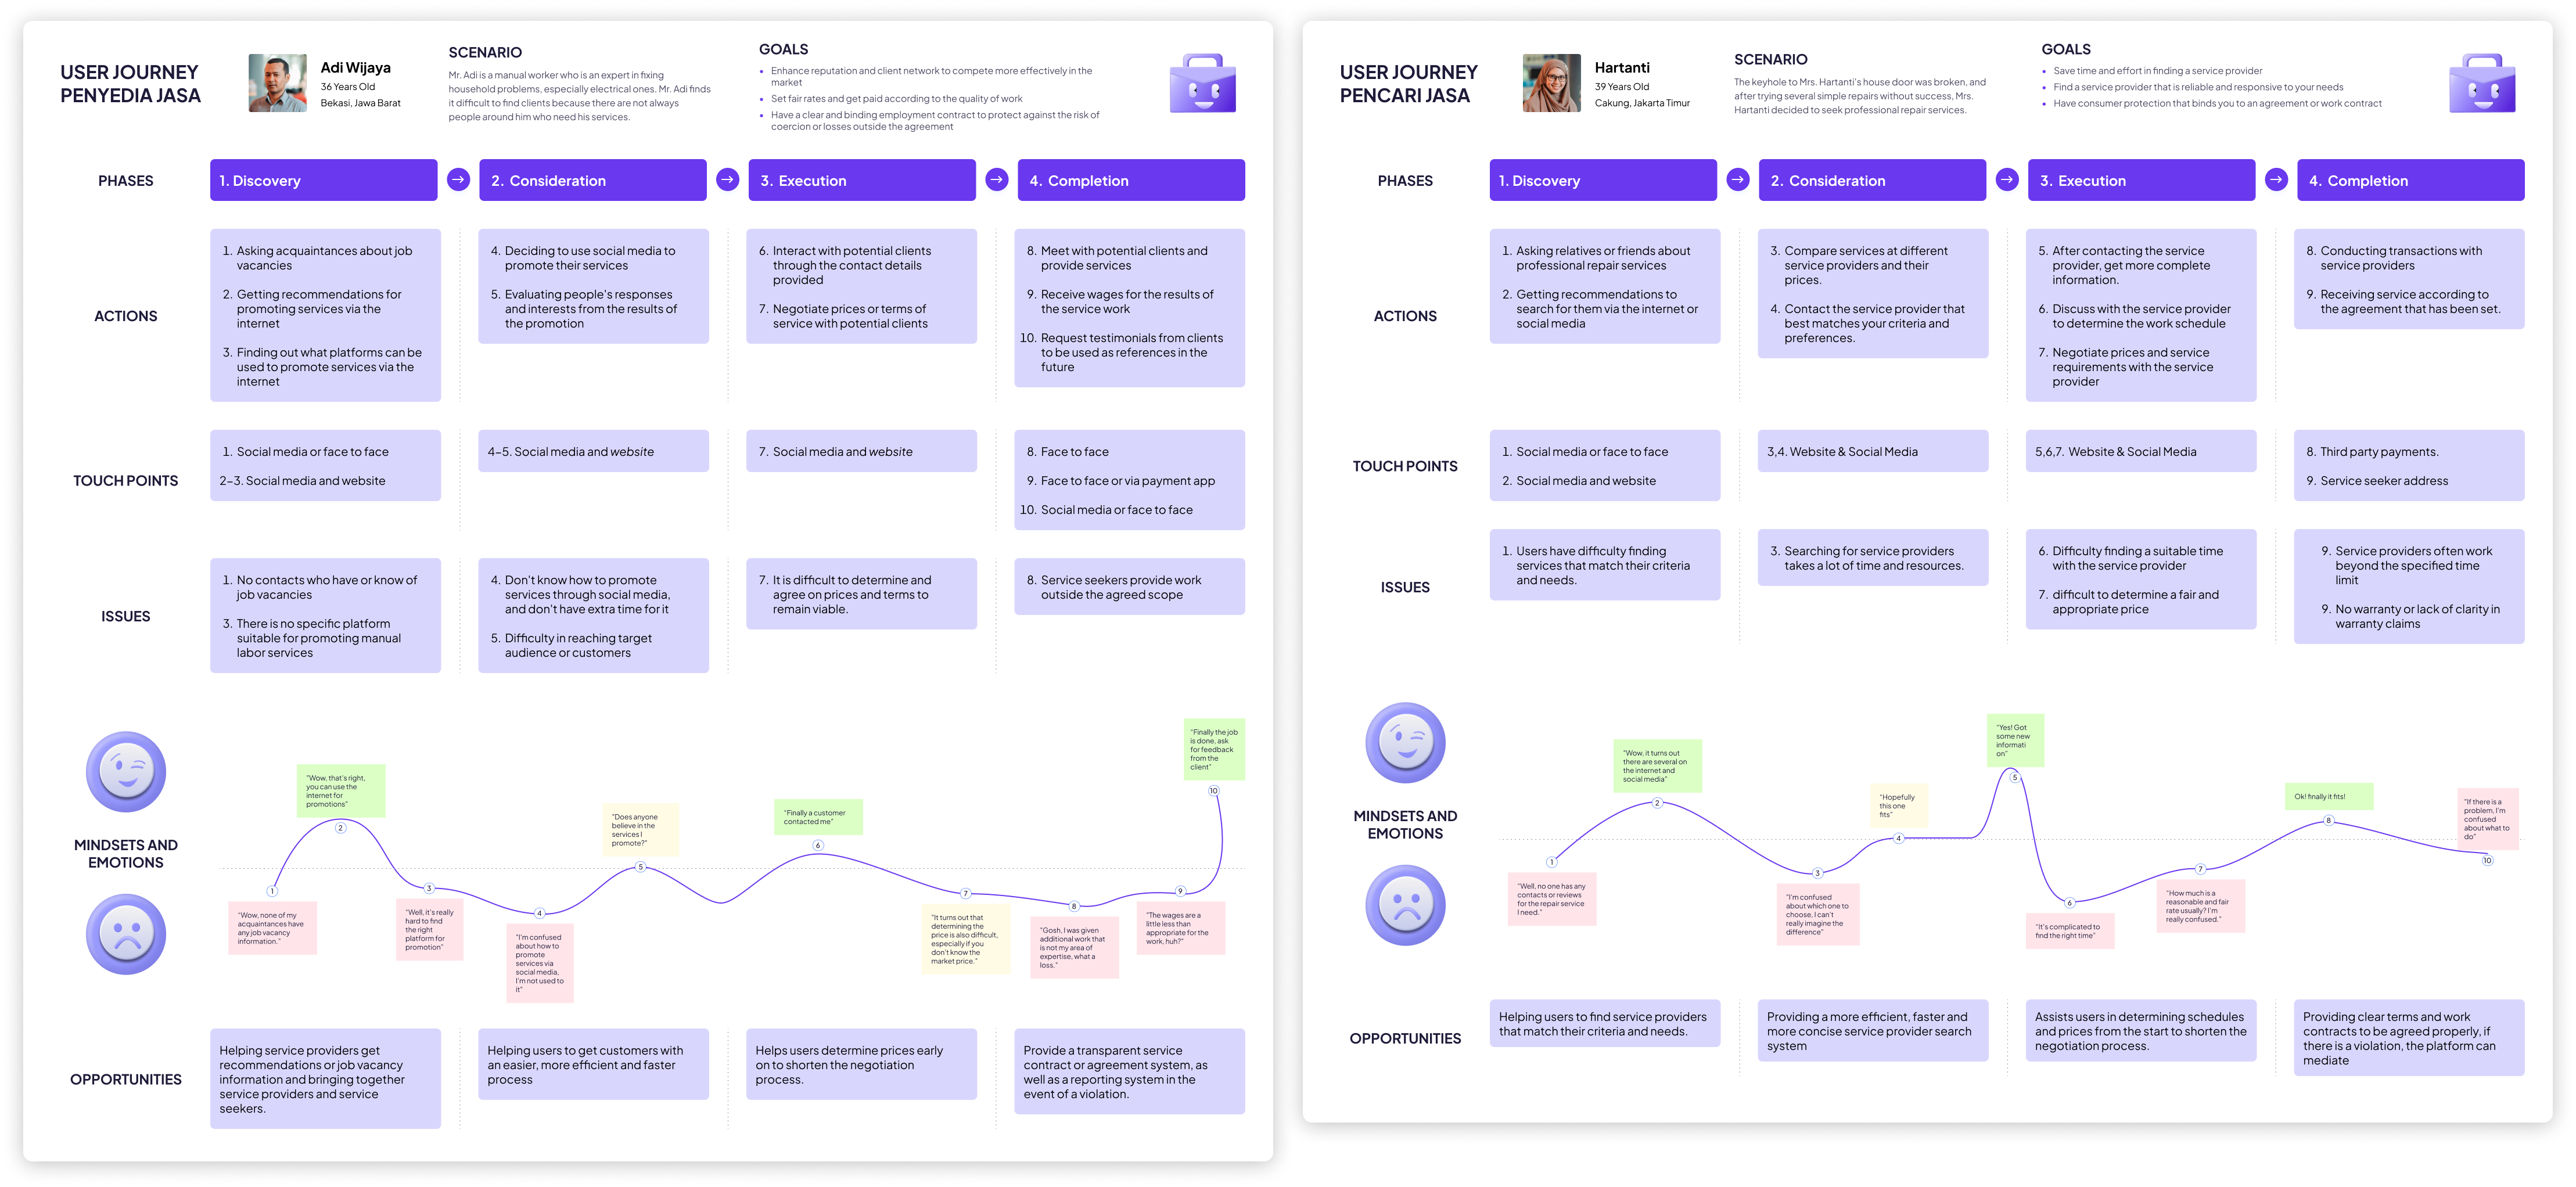 USER JOURNEY
PENYEDIA JASA
Adi Wijaya
36 Years Old
Bekasi, Jawa Barat
SCENARIO
Mr. Adi is a manual worker who is an expert in fixing
household problems, especially electrical ones. Mr. Adi finds
it difficult to find clients because there are not always
people around him who need his services.
GOALS
• Enhance reputation and client network to compete more effectively in the
market
• Set fair rates and get paid according to the quality of work
• Have a clear and binding employment contract to protect against the risk of
coercion or losses outside the agreement
PHASES
1. Discovery
2. Consideration
3. Execution
4. Completion
ACTIONS
1. Asking acquaintances about job
vacancies
2. Getting recommendations for
promoting services via the
internet
3. Finding out what platforms can be
used to promote services via the
internet
4. Deciding to use social media to
promote their services
5. Evaluating people's responses
and interests from the results of
the promotion
6. Interact with potential clients
through the contact details
provided
7. Negotiate prices or terms of
service with potential clients
8. Meet with potential clients and
provide services
9. Receive wages for the results of
the service work
10. Request testimonials from clients
to be used as references in the
future
TOUCH POINTS
1. Social media or face to face
2-3. Social media and website
4-5. Social media and website
7. Social media and website
8. Face to face
9. Face to face or via payment app
10. Social media or face to face
ISSUES
1. No contacts who have or know of
job vacancies
3. There is no specific platform
suitable for promoting manual
labor services
4. Don't know how to promote
services through social media,
and don't have extra time for it
5. Difficulty in reaching target
audience or customers
7. It is difficult to determine and
agree on prices and terms to
remain viable.
8. Service seekers provide work
outside the agreed scope
MINDSETS AND
EMOTIONS
1
"Wow, none of my
acquaintances have
any job vacancy
information."
"Wow, that's right,
you can use the
internet for
promotions"
2
3
"Well, it's really
hard to find
the right
platform for
promotion"
4
"I'm confused
about how to
promote
services via
social media,
I'm not used to
it"
"Does anyone
believe in the
services I
promote?"
5
"Finally a customer
contacted me"
6
7
"It turns out that
determining the
price is also difficult,
especially if you
don't know the
market price."
8
"Gosh, I was given
additional work that
is not my area of
expertise, what a
loss."
9
"The wages are a
little less than
appropriate for the
work, huh?"
"Finally the job
is done, ask
for feedback
from the
client"
10
OPPORTUNITIES
Helping service providers get
recommendations or job vacancy
information and bringing together
service providers and service
seekers.
Helping users to get customers with
an easier, more efficient and faster
process
Helps users determine prices early
on to shorten the negotiation
process.
Provide a transparent service
contract or agreement system, as
well as a reporting system in the
event of a violation.
USER JOURNEY
PENCARI JASA
Hartanti
39 Years Old
Cakung, Jakarta Timur
SCENARIO
The keyhole to Mrs. Hartanti's house door was broken, and
after trying several simple repairs without success, Mrs.
Hartanti decided to seek professional repair services.
GOALS
• Save time and effort in finding a service provider
• Find a service provider that is reliable and responsive to your needs
• Have consumer protection that binds you to an agreement or work contract
PHASES
1. Discovery
2. Consideration
3. Execution
4. Completion
ACTIONS
1. Asking relatives or friends about
professional repair services
2. Getting recommendations to
search for them via the internet or
social media
3. Compare services at different
service providers and their
prices.
4. Contact the service provider that
best matches your criteria and
preferences.
5. After contacting the service
provider, get more complete
information.
6. Discuss with the service provider
to determine the work schedule
7. Negotiate prices and service
requirements with the service
provider
8. Conducting transactions with
service providers
9. Receiving service according to
the agreement that has been set.
TOUCH POINTS
1. Social media or face to face
2. Social media and website
3,4. Website & Social Media
5,6,7. Website & Social Media
8. Third party payments.
9. Service seeker address
ISSUES
1. Users have difficulty finding
services that match their criteria
and needs.
3. Searching for service providers
takes a lot of time and resources.
6. Difficulty finding a suitable time
with the service provider
7. difficult to determine a fair and
appropriate price
9. Service providers often work
beyond the specified time
limit
9. No warranty or lack of clarity in
warranty claims
MINDSETS AND
EMOTIONS
1
"Well, no one has any
contacts or reviews
for the repair service
I need."
"Wow, it turns out
there are several on
the internet and
social media"
2
3
"I'm confused
about which one to
choose, I can't
really imagine the
difference"
"Hopefully
this one
fits"
4
"Yes! Got
some new
informati
on"
5
6
"It's complicated to
find the right time"
7
"How much is a
reasonable and fair
rate usually? I'm
really confused."
Ok! finally it fits!
8
"If there is a
problem, I'm
confused
about what to
do"
10
OPPORTUNITIES
Helping users to find service providers
that match their criteria and needs.
Providing a more efficient, faster and
more concise service provider search
system
Assists users in determining schedules
and prices from the start to shorten the
negotiation process.
Providing clear terms and work
contracts to be agreed properly, if
there is a violation, the platform can
mediate